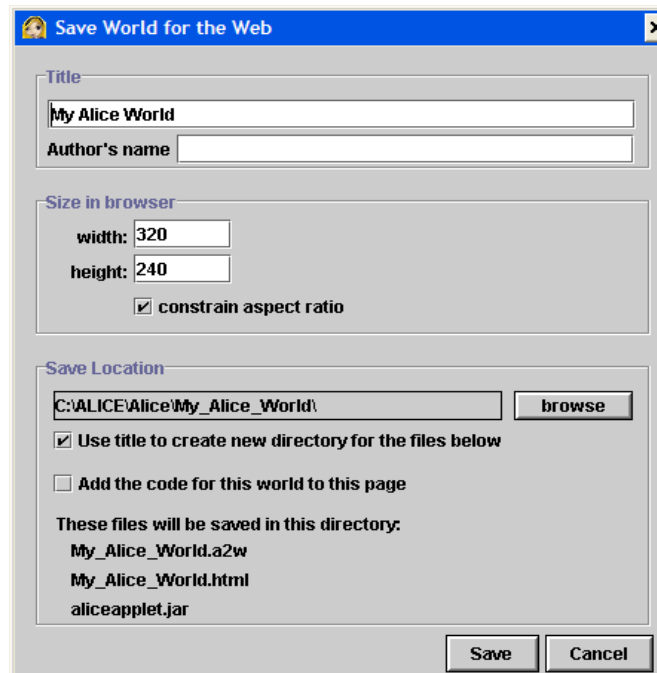 Save World for the Web
Title
My Alice World
Author's name
Size in browser
width: 320
height: 240
constrain aspect ratio
Save Location
C:\ALICE\Alice\My_Alice_World\ browse
Use title to create new directory for the files below
Add the code for this world to this page
These files will be saved in this directory:
My_Alice_World.a2w
My_Alice_World.html
aliceapplet.jar
Save Cancel